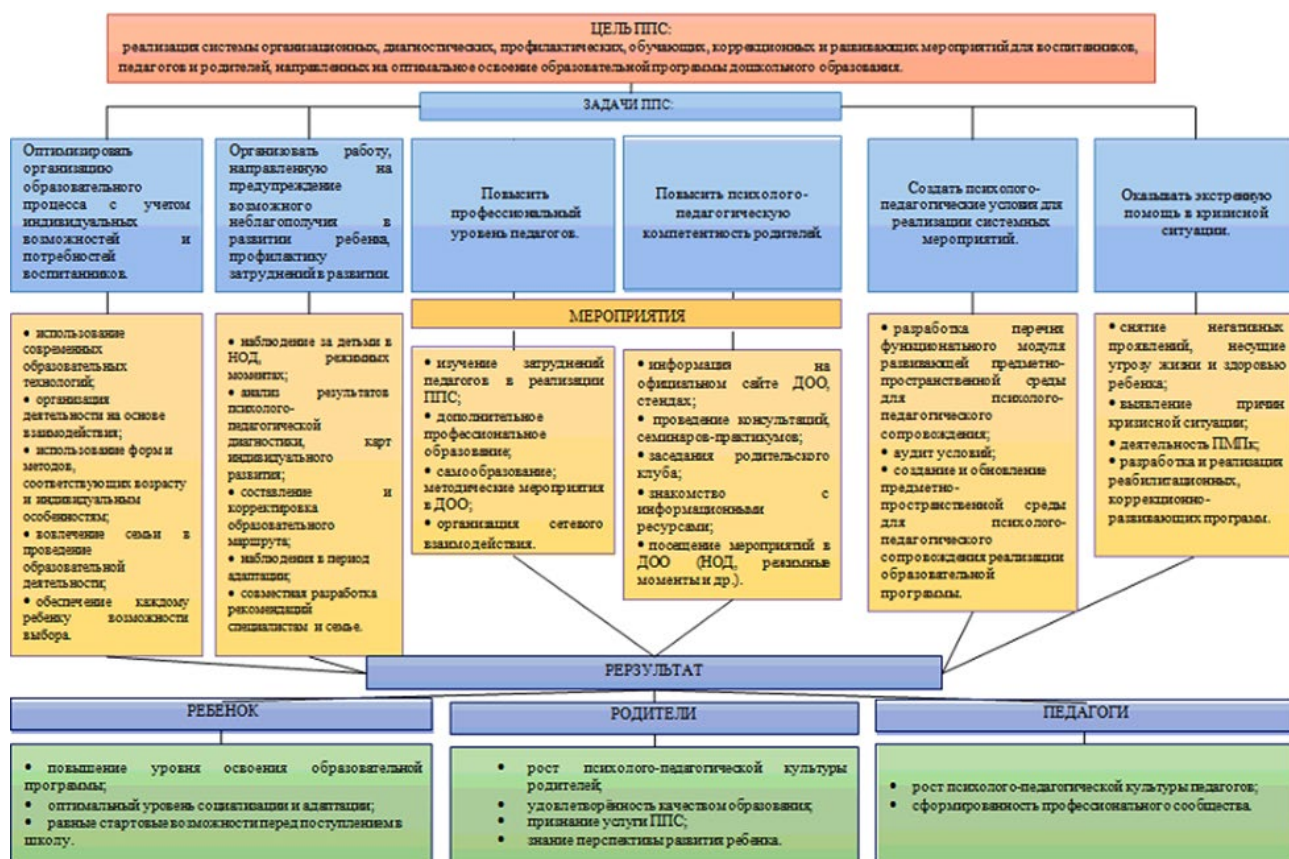 ЦЕЛЬ ППС:
реализация системы организационных, диагностических, профилактических, обучающих, коррекционных и развивающих мероприятий для воспитанников,
педагогов и родителей, направленных на оптимальное освоение образовательной программы дошкольного образования.
ЗАДАЧИ ППС:
Оптимизировать
организацию
образовательного
процесса с учетом
индивидуальных
возможностей и
потребностей
воспитанников.
Организовать работу,
направленную на
предупреждение
возможного
неблагополучия в
развитии ребенка,
профилактику
затруднений в развитии.
Повысить
профессиональный
уровень педагогов.
Повысить психолого-
педагогическую
компетентность родителей.
Создать психолого-
педагогические условия для
реализации системных
мероприятий.
Оказывать экстренную
помощь в кризисной
ситуации.
МЕРОПРИЯТИЯ
• использование
современных
образовательных
технологий;
• организация
деятельности на основе
взаимодействия;
• использование форм и
методов,
соответствующих возрасту
и индивидуальным
особенностям;
• вовлечение семьи в
проведение
образовательной
деятельности;
• обеспечение каждому
ребенку возможности
выбора.
• наблюдение за детьми в
НОД, режимных
моментах;
• анализ результатов
психолого-
педагогической
диагностики, карт
индивидуального
развития;
• составление и
корректировка
образовательного
маршрута;
• наблюдения в период
адаптации;
• совместная разработка
рекомендаций
специалистам и семье.
• изучение затруднений
педагогов в реализации
ППС;
• дополнительное
профессиональное
образование;
• самообразование;
методические мероприятия
в ДОО;
• организация сетевого
взаимодействия.
• информация на
официальном сайте ДОО,
стендах;
• проведение консультаций,
семинаров-практикумов;
• заседания родительского
клуба;
• знакомство с
информационными
ресурсами;
• посещение мероприятий в
ДОО (НОД, режимные
моменты и др.).
• разработка перечня
функционального модуля
развивающей предметно-
пространственной среды
для психолого-
педагогического
сопровождения;
• аудит условий;
• создание и обновление
предметно-
пространственной среды
для психолого-
педагогического
сопровождения реализации
образовательной
программы.
• снятие негативных
проявлений, несущие
угрозу жизни и здоровью
ребенка;
• выявление причин
кризисной ситуации;
• деятельность ПМПк;
• разработка и реализация
реабилитационных,
коррекционно-
развивающих программ.
РЕРЗУЛЬТАТ
РЕБЕНОК
РОДИТЕЛИ
ПЕДАГОГИ
• повышение уровня освоения образовательной
программы;
• оптимальный уровень социализации и адаптации;
• равные стартовые возможности перед поступлением в
школу.
• рост психолого-педагогической культуры
родителей;
• удовлетворённость качеством образования;
• признание услуги ППС;
• знание перспективы развития ребенка.
• рост психолого-педагогической культуры педагогов;
• сформированность профессионального сообщества.